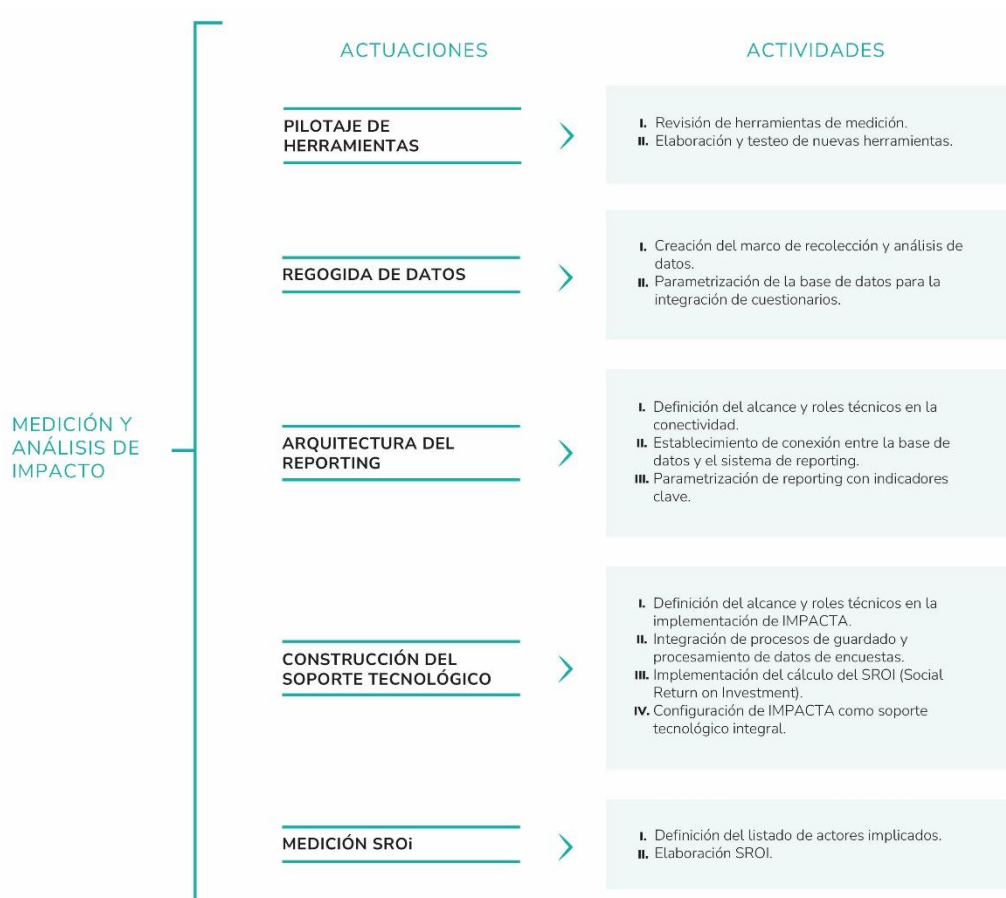 ACTUACIONES
ACTIVIDADES
MEDICIÓN Y
ANÁLISIS DE
IMPACTO
PILOTAJE DE
HERRAMIENTAS
I. Revisión de herramientas de medición.
II. Elaboración y testeo de nuevas herramientas.
REGOGIDA DE DATOS
I. Creación del marco de recolección y análisis de
datos.
II. Parametrización de la base de datos para la
integración de cuestionarios.
ARQUITECTURA DEL
REPORTING
I. Definición del alcance y roles técnicos en la
conectividad.
II. Establecimiento de conexión entre la base de
datos y el sistema de reporting.
III. Parametrización de reporting con indicadores
clave.
CONSTRUCCIÓN DEL
SOPORTE TECNOLÓGICO
I. Definición del alcance y roles técnicos en la
implementación de IMPACTA.
II. Integración de procesos de guardado y
procesamiento de datos de encuestas.
III. Implementación del cálculo del SROI (Social
Return on Investment).
IV. Configuración de IMPACTA como soporte
tecnológico integral.
MEDICIÓN SROi
I. Definición del listado de actores implicados.
II. Elaboración SROI.